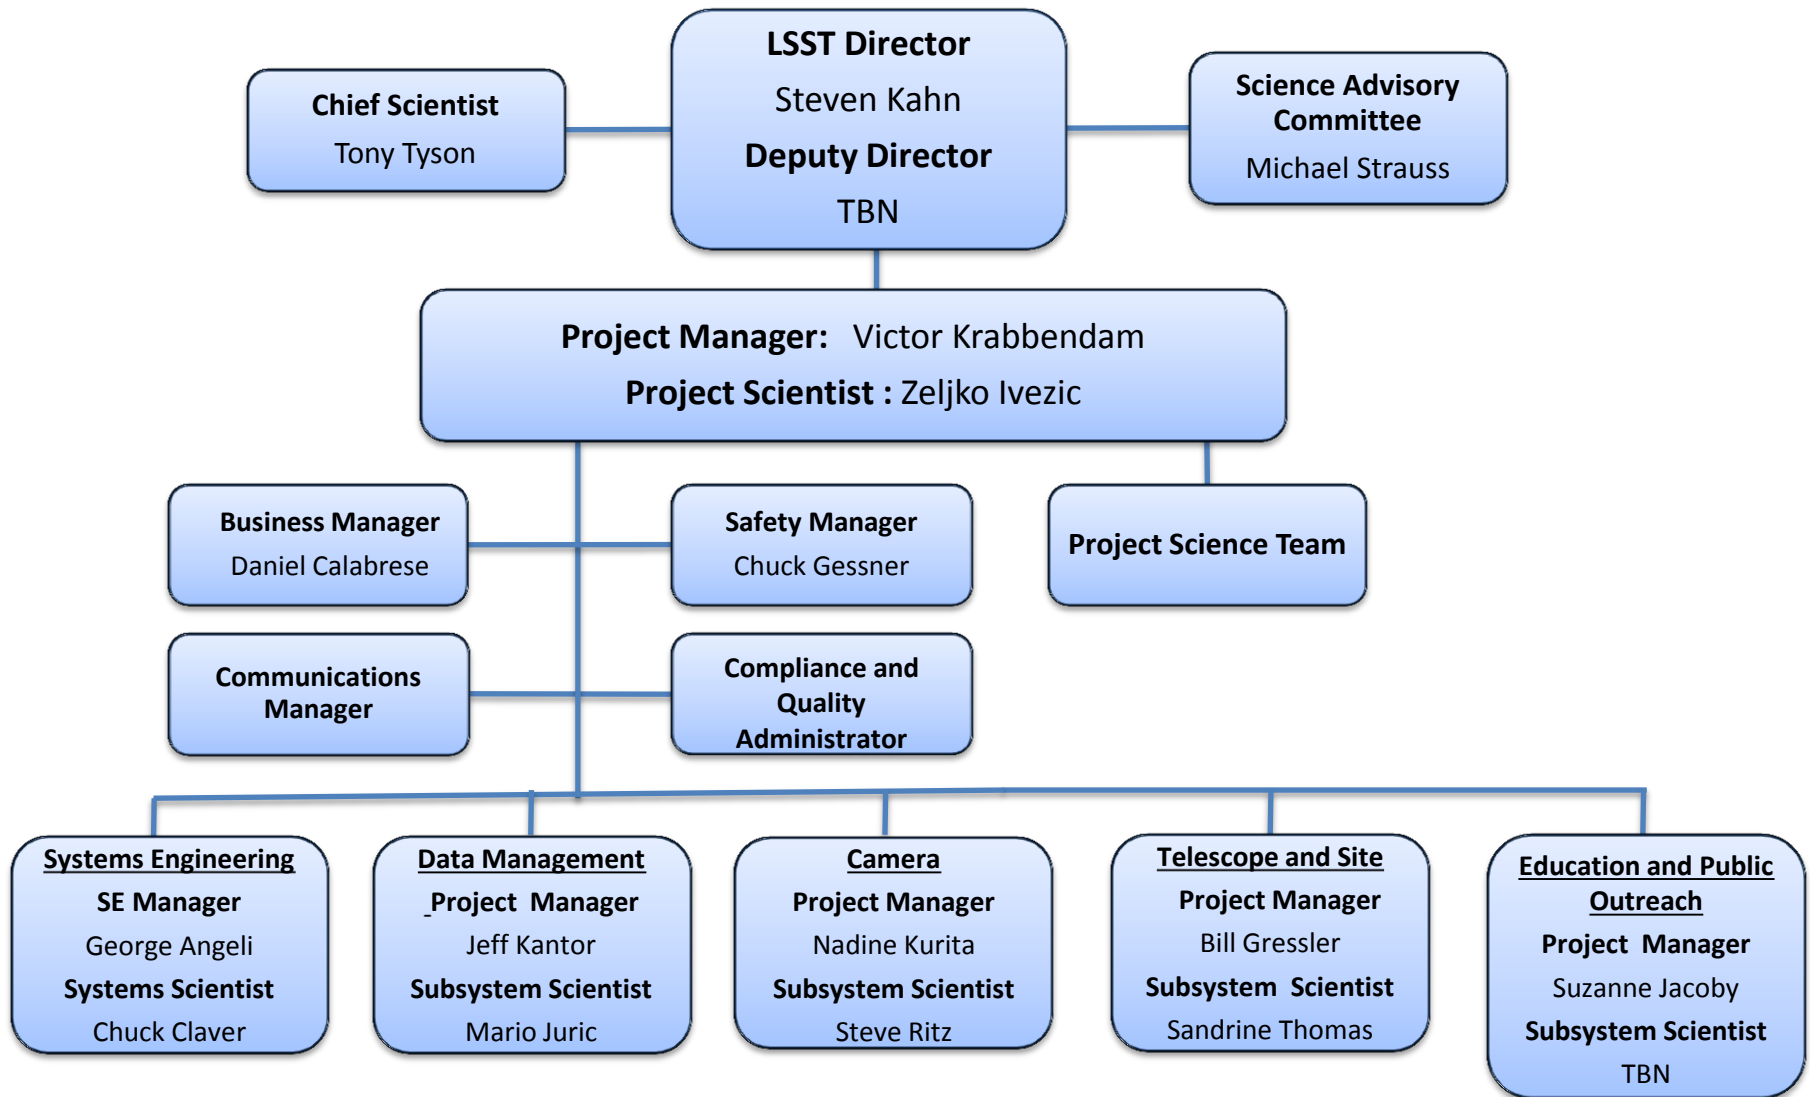 LSST Director
Steven Kahn
Deputy Director
TBN
Chief Scientist
Tony Tyson
Science Advisory
Committee
Michael Strauss
Project Manager: Victor Krabbendam
Project Scientist : Zeljko Ivezic
Business Manager
Daniel Calabrese
Safety Manager
Chuck Gessner
Project Science Team
Communications
Manager
Compliance and
Quality
Administrator
Systems Engineering
SE Manager
George Angeli
Systems Scientist
Chuck Claver
Data Management
Project Manager
Jeff Kantor
Subsystem Scientist
Mario Juric
Camera
Project Manager
Nadine Kurita
Subsystem Scientist
Steve Ritz
Telescope and Site
Project Manager
Bill Gressler
Subsystem Scientist
Sandrine Thomas
Education and Public
Outreach
Project Manager
Suzanne Jacoby
Subsystem Scientist
TBN